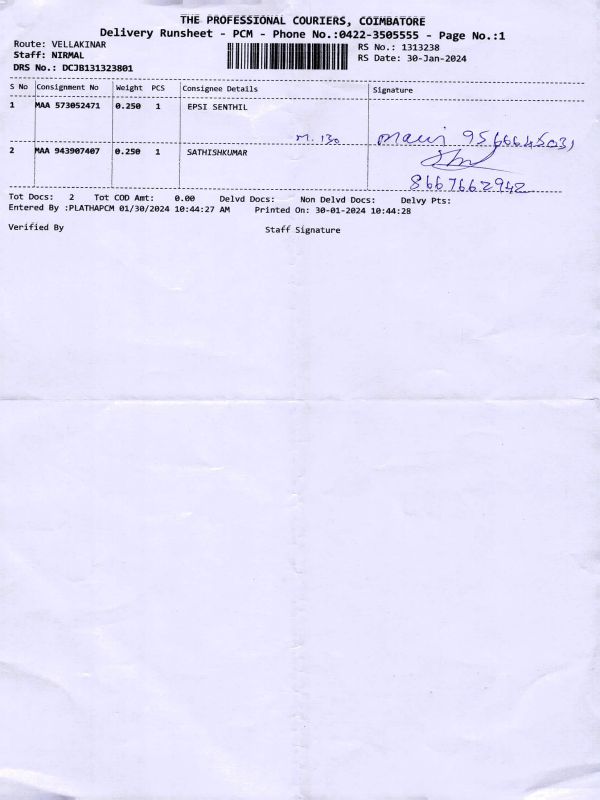 THE PROFESSIONAL COURIERS, COIMBATORE
Delivery Runsheet - PCM - Phone No.:0422-3505555 - Page No.:1
Route: VELLAKINAR
RS No.: 1313238
Staff: NIRMAL
RS Date: 30-Jan-2024
DRS No.: DCJB131323801
S No Consignment No Weight PCS Consignee Details Signature
1 MAA 573052471 0.250 1 EPSI SENTHIL
M. 130
2 MAA 943907407 0.250 1 SATHISHKUMAR
8667662942
Tot Docs: 2 Tot COD Amt: 0.00 Delvd Docs: Non Delvd Docs: Delvy Pts:
Entered By :PLATHAPCM 01/30/2024 10:44:27 AM Printed On: 30-01-2024 10:44:28
Verified By Staff Signature